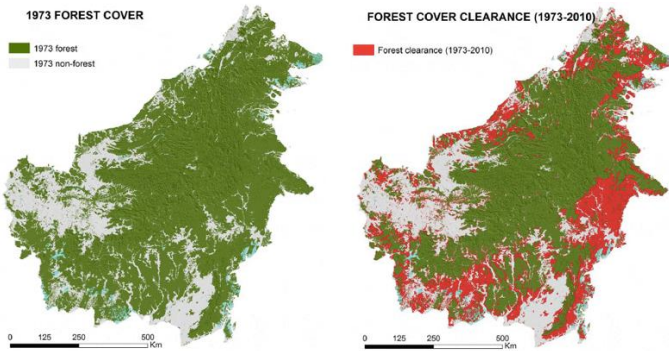 1973 FOREST COVER
1973 forest
1973 non-forest
0 125 250 500
Km
FOREST COVER CLEARANCE (1973-2010)
Forest clearance (1973-2010)
0 125 250 500
Km